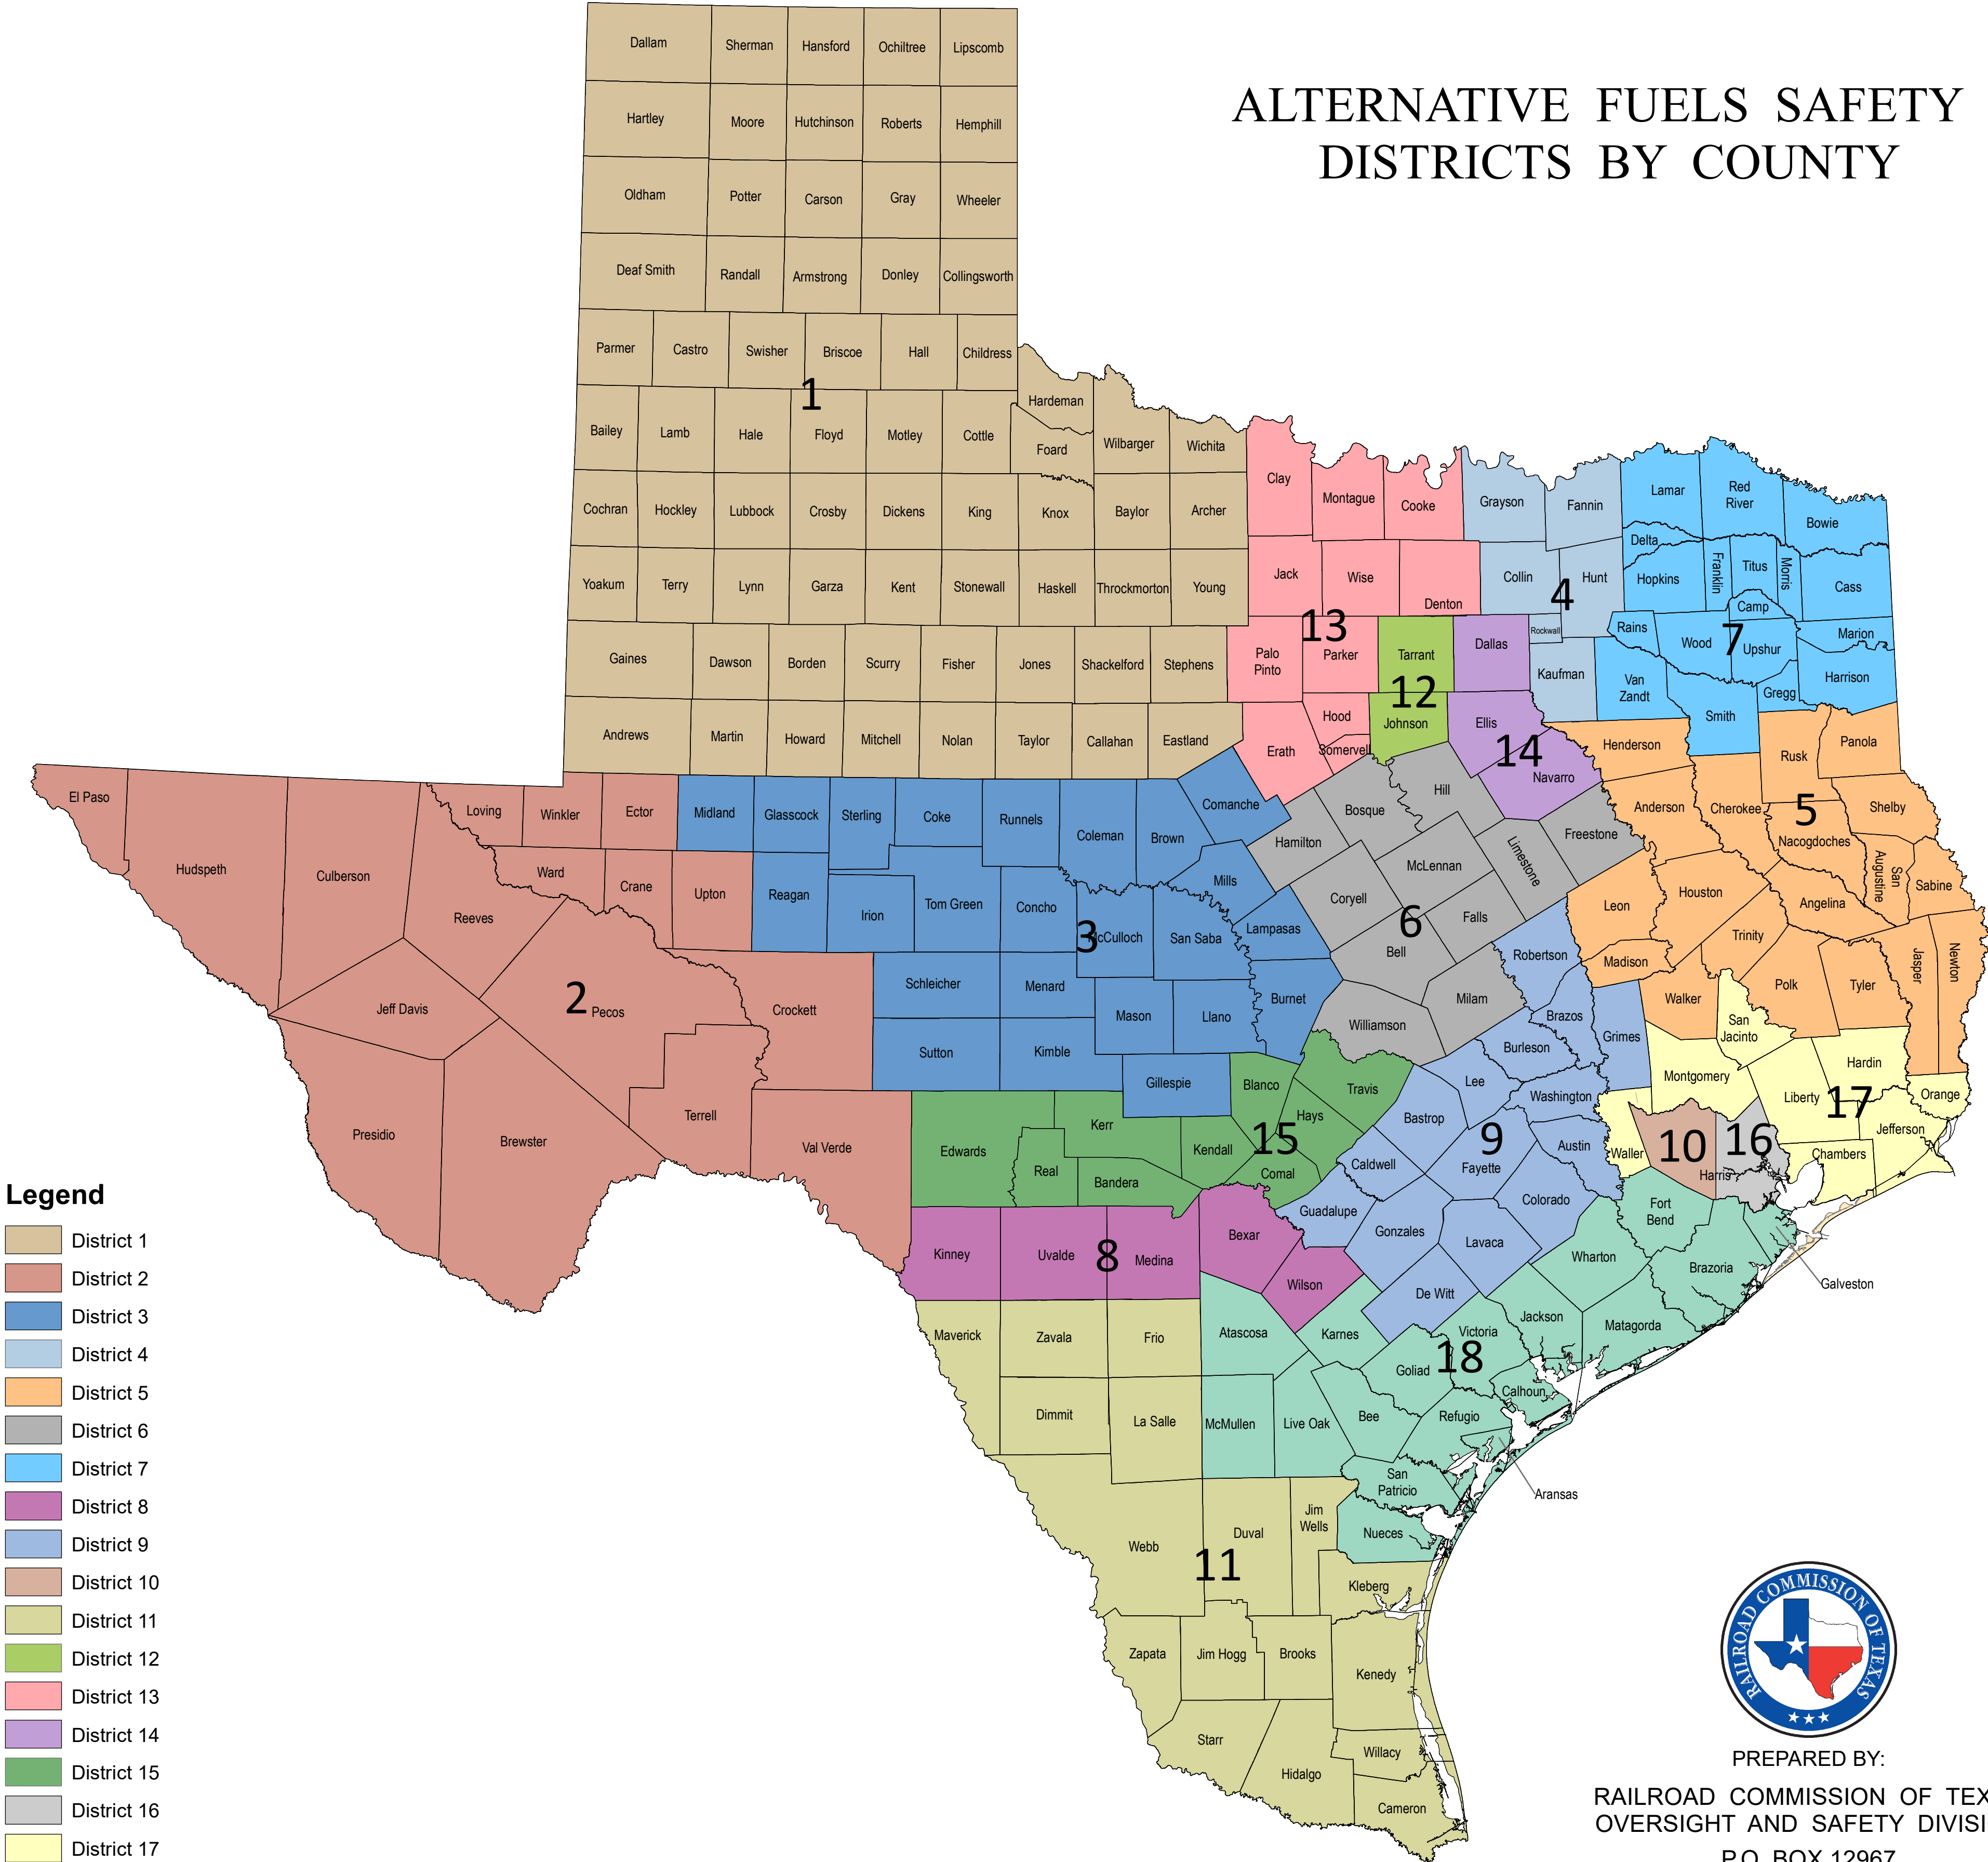 ALTERNATIVE FUELS SAFETY
DISTRICTS BY COUNTY
Dallam
Sherman
Hansford
Ochiltree
Lipscomb
Hartley
Moore
Hutchinson
Roberts
Hemphill
Oldham
Potter
Carson
Gray
Wheeler
Deaf Smith
Randall
Armstrong
Donley
Collingsworth
Parmer
Castro
Swisher
Briscoe
Hall
Childress
1
Hardeman
Bailey
Lamb
Hale
Floyd
Motley
Cottle
Foard
Wilbarger
Wichita
Cochran
Hockley
Lubbock
Crosby
Dickens
King
Knox
Baylor
Archer
Yoakum
Terry
Lynn
Garza
Kent
Stonewall
Haskell
Throckmorton
Young
Gaines
Dawson
Borden
Scurry
Fisher
Jones
Shackelford
Stephens
Andrews
Martin
Howard
Mitchell
Nolan
Taylor
Callahan
Eastland
Clay
Montague
Cooke
Jack
Wise
Denton
13
Palo
Pinto
Parker
Hood
Erath
Somervell
Tarrant
12
Johnson
Grayson
Fannin
Collin
Hunt
4
Rockwall
Kaufman
Dallas
Ellis
14
Navarro
Lamar
Red
River
Bowie
Delta
Hopkins
Franklin
Titus
Morris
Cass
Camp
Rains
Wood
7
Upshur
Marion
Van
Zandt
Gregg
Harrison
Smith
Henderson
Rusk
Panola
Anderson
Cherokee
5
Shelby
Nacogdoches
San
Augustine
Sabine
Houston
Leon
Angelina
Trinity
Madison
Walker
Polk
Tyler
Jasper
Newton
El Paso
Hudspeth
Culberson
Loving
Winkler
Ector
Ward
Crane
Upton
Reeves
Jeff Davis
2
Pecos
Crockett
Presidio
Brewster
Terrell
Val Verde
Midland
Glasscock
Sterling
Coke
Runnels
Coleman
Brown
Comanche
Reagan
Irion
Tom Green
Concho
3
McCulloch
San Saba
Mills
Lampasas
Schleicher
Menard
Mason
Llano
Burnet
Sutton
Kimble
Gillespie
Bosque
Hill
Hamilton
McLennan
Limestone
Freestone
Coryell
6
Falls
Bell
Milam
Williamson
Robertson
Brazos
Grimes
Burleson
Lee
Washington
Bastrop
9
Fayette
Austin
Caldwell
Colorado
Guadalupe
Gonzales
Lavaca
De Witt
Travis
Blanco
Hays
15
Kerr
Kendall
Comal
Edwards
Real
Bandera
San
Jacinto
Montgomery
Hardin
Liberty
17
Orange
Jefferson
Chambers
Waller
10
16
Harris
Kinney
Uvalde
8
Medina
Bexar
Wilson
Fort
Bend
Wharton
Brazoria
Galveston
Jackson
Matagorda
Atascosa
Karnes
Victoria
18
Goliad
Calhoun
McMullen
Live Oak
Bee
Refugio
San
Patricio
Aransas
Nueces
Maverick
Zavala
Frio
Dimmit
La Salle
Webb
Duval
Jim
Wells
11
Kleberg
Zapata
Jim Hogg
Brooks
Kenedy
Starr
Hidalgo
Willacy
Cameron
Legend
District 1
District 2
District 3
District 4
District 5
District 6
District 7
District 8
District 9
District 10
District 11
District 12
District 13
District 14
District 15
District 16
District 17
RAILROAD COMMISSION OF TEXAS
PREPARED BY:
RAILROAD COMMISSION OF TEX
OVERSIGHT AND SAFETY DIVISI
P.O. BOX 12967